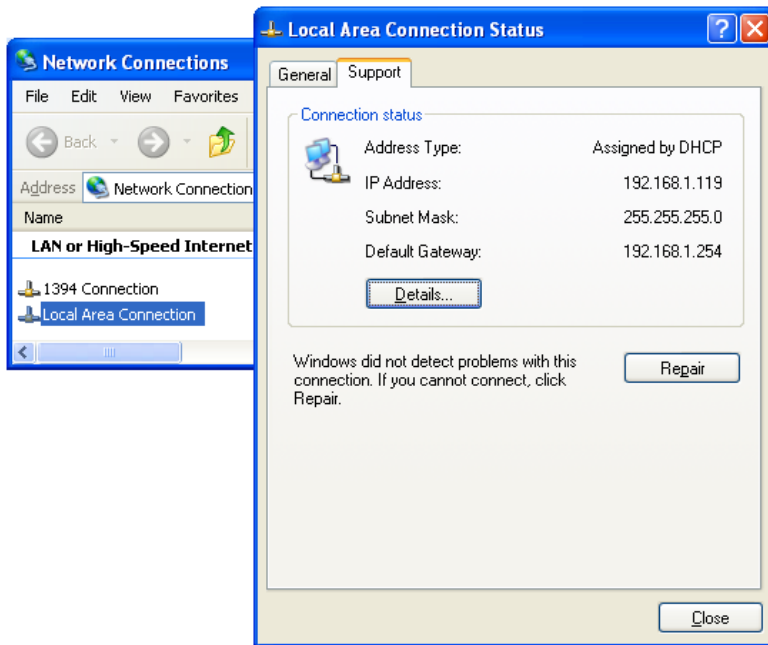 Network Connections
File Edit View Favorites
Back
Address Network Connection
Name
LAN or High-Speed Internet
1394 Connection
Local Area Connection
Local Area Connection Status
General Support
Connection status
Address Type: Assigned by DHCP
IP Address: 192.168.1.119
Subnet Mask: 255.255.255.0
Default Gateway: 192.168.1.254
Details...
Windows did not detect problems with this
connection. If you cannot connect, click
Repair.
Repair
Close